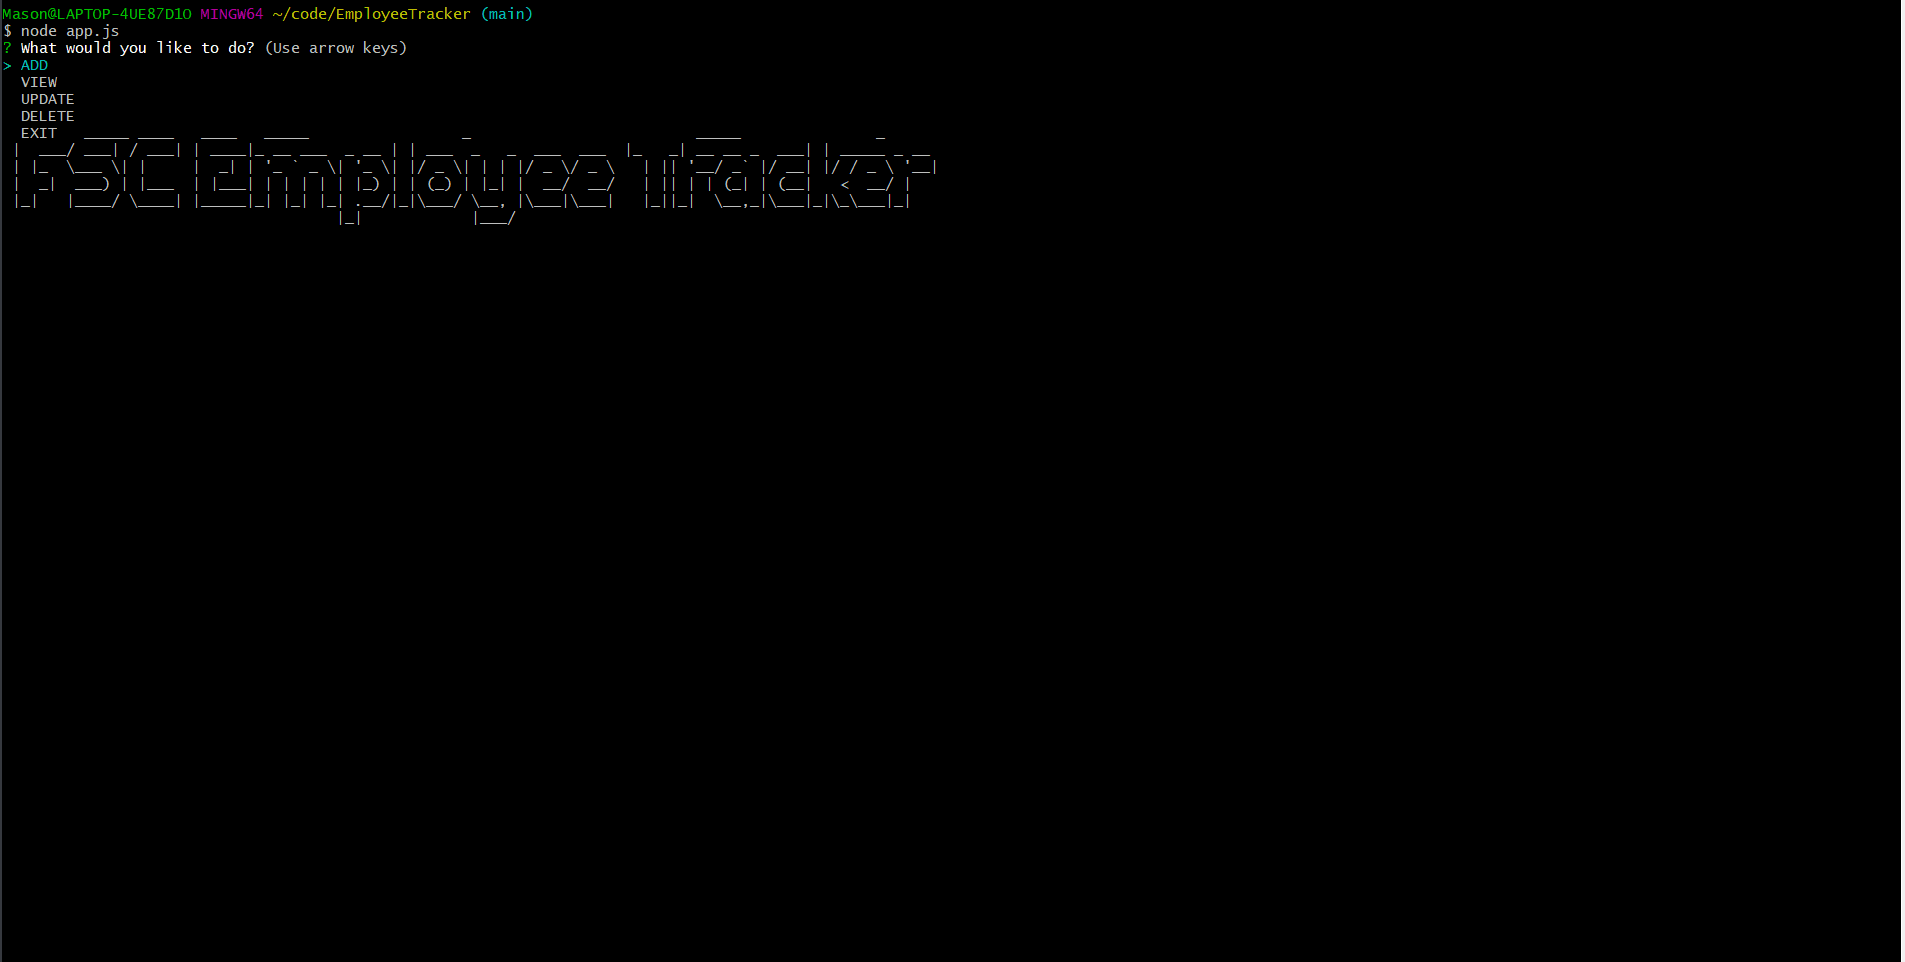 Mason@LAPTOP-4UE87D1O MINGW64 ~/code/EmployeeTracker (main)
$ node app.js
? What would you like to do? (Use arrow keys)
> ADD
VIEW
UPDATE
DELETE
EXIT
FSC Employee Tracker